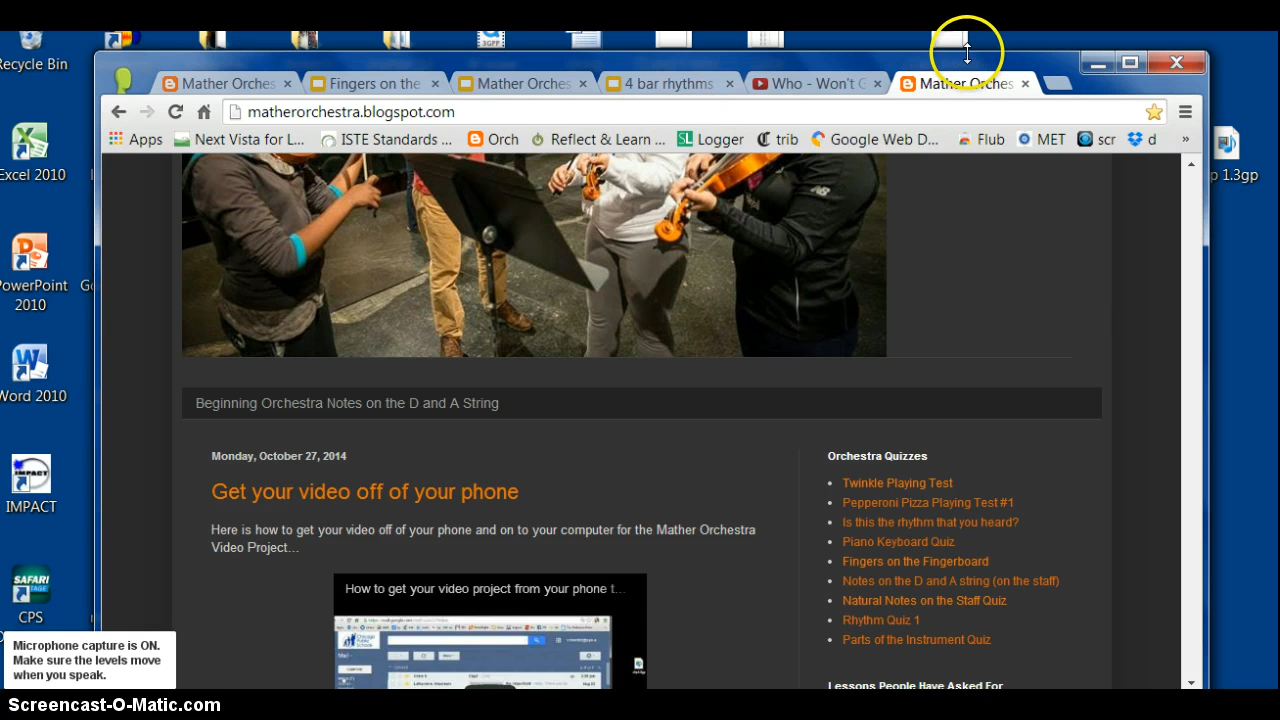 3GPP
Recycle Bin
Mather Orches
Fingers on the
Mather Orches
4 bar rhythms
Who - Won't G
Mather Orches
matherorchestra.blogspot.com
Apps Next Vista for L... ISTE Standards ... Orch Reflect & Learn ... SL Logger trib Google Web D... Flub MET scr d »
Excel 2010
p 1.3gp
PowerPoint
2010
Word 2010
IMPACT
IMPACT
SAFARI
CPS
Beginning Orchestra Notes on the D and A String
Monday, October 27, 2014
Get your video off of your phone
Here is how to get your video off of your phone and on to your computer for the Mather Orchestra
Video Project...
How to get your video project from your phone t...
Chicago
Public
Schools
Orchestra Quizzes
Twinkle Playing Test
Pepperoni Pizza Playing Test #1
Is this the rhythm that you heard?
Piano Keyboard Quiz
Fingers on the Fingerboard
Notes on the D and A string (on the staff)
Natural Notes on the Staff Quiz
Rhythm Quiz 1
Parts of the Instrument Quiz
Lessons People Have Asked For
Microphone capture is ON.
Make sure the levels move
when you speak.
Screencast-O-Matic.com